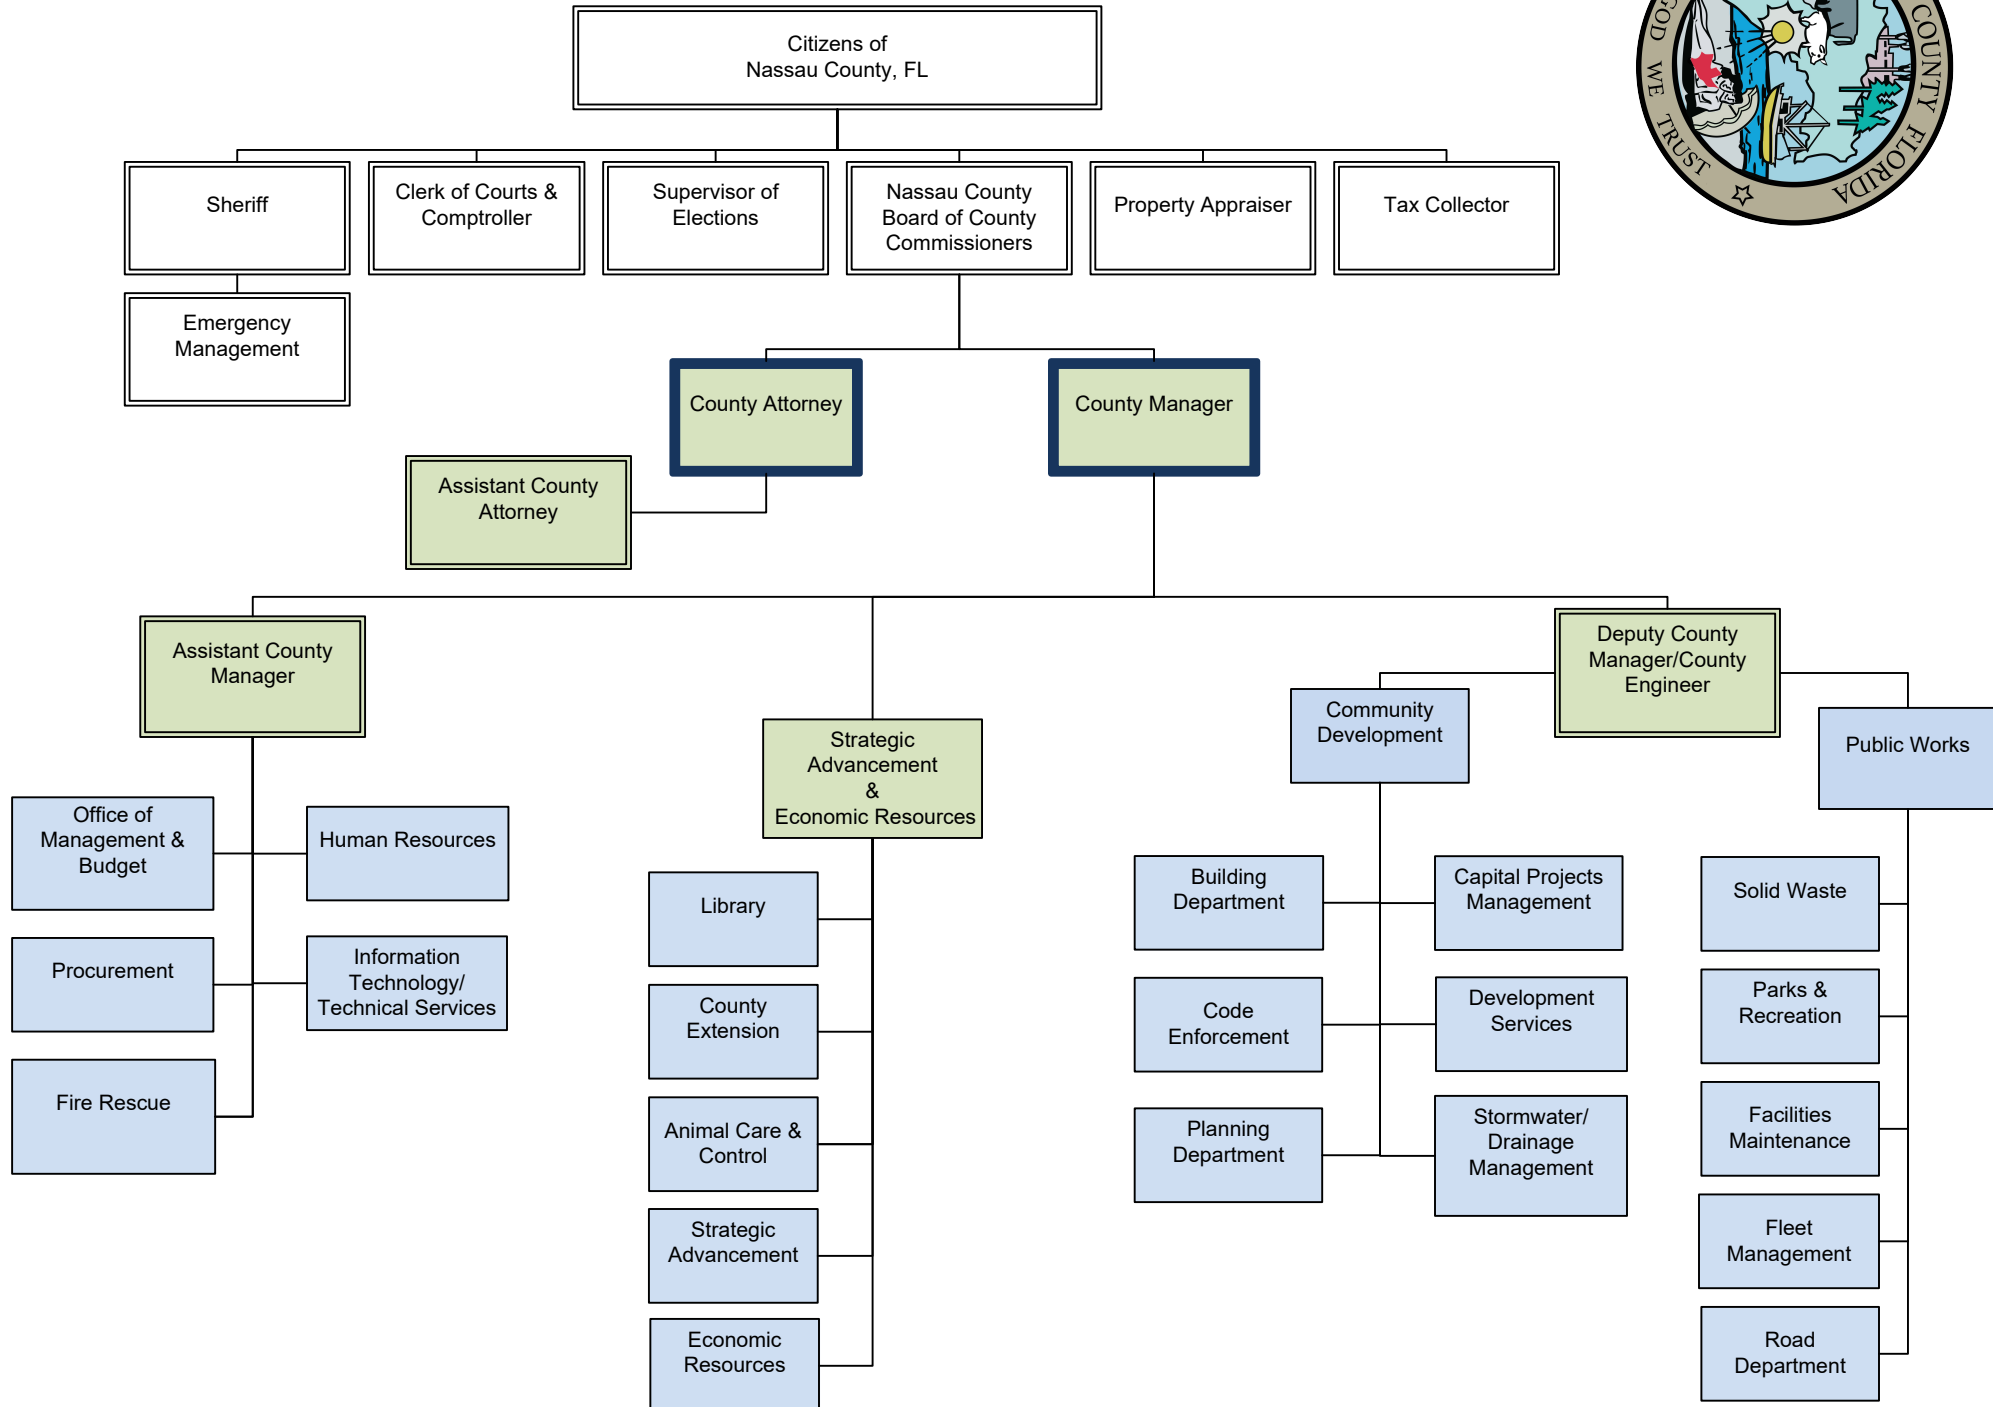 Citizens of
Nassau County, FL
GOD WE TRUST
COUNTY FLORIDA
Sheriff
Clerk of Courts &
Comptroller
Supervisor of
Elections
Nassau County
Board of County
Commissioners
Property Appraiser
Tax Collector
Emergency
Management
County Attorney
County Manager
Assistant County
Attorney
Assistant County
Manager
Deputy County
Manager/County
Engineer
Strategic
Advancement
&
Economic Resources
Community
Development
Public Works
Office of
Management &
Budget
Human Resources
Procurement
Information
Technology/
Technical Services
Fire Rescue
Library
County
Extension
Animal Care &
Control
Strategic
Advancement
Economic
Resources
Building
Department
Capital Projects
Management
Code
Enforcement
Development
Services
Planning
Department
Stormwater/
Drainage
Management
Solid Waste
Parks &
Recreation
Facilities
Maintenance
Fleet
Management
Road
Department